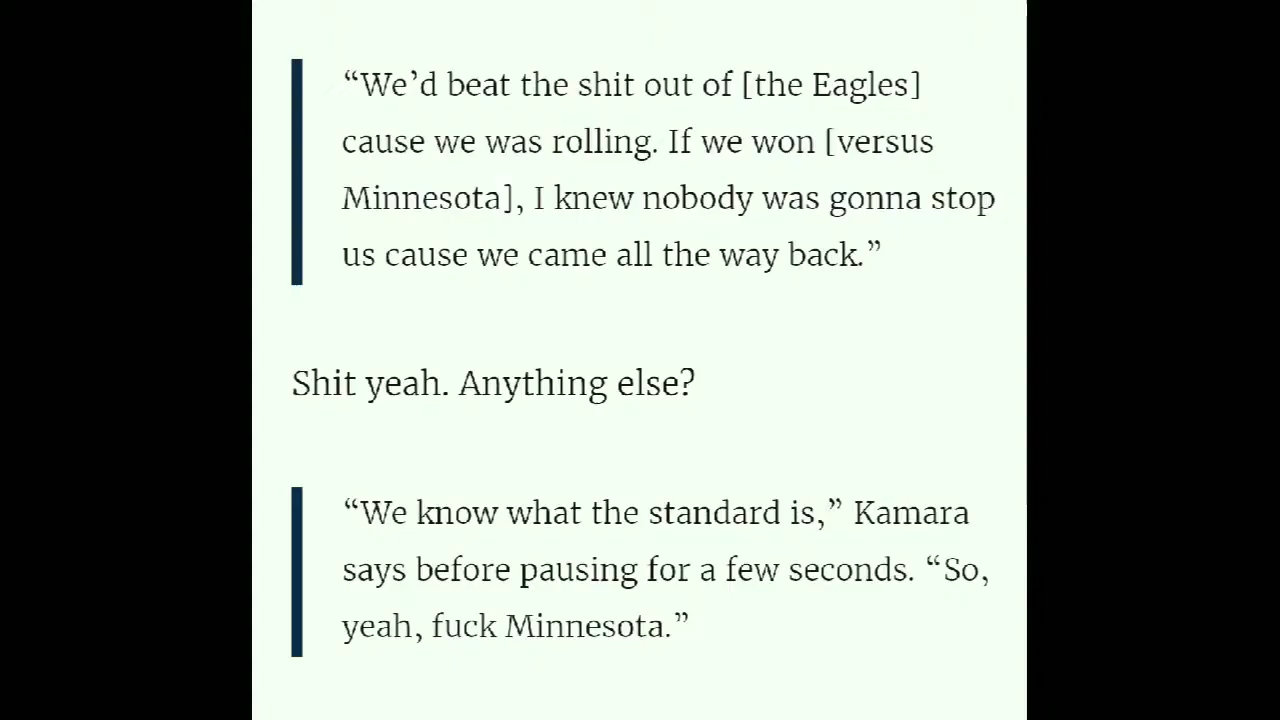 “We’d beat the shit out of [the Eagles]
cause we was rolling. If we won [versus
Minnesota], I knew nobody was gonna stop
us cause we came all the way back.”
Shit yeah. Anything else?
“We know what the standard is,” Kamara
says before pausing for a few seconds. “So,
yeah, fuck Minnesota.”